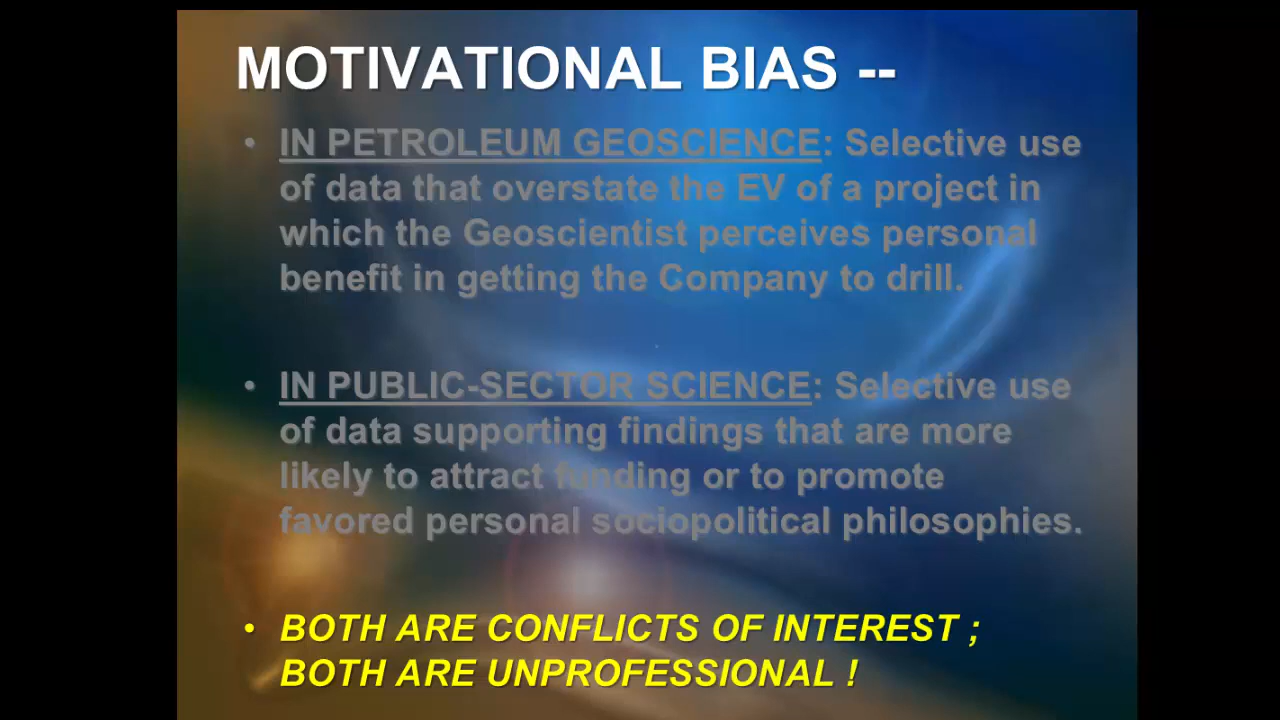 MOTIVATIONAL BIAS --
• IN PETROLEUM GEOSCIENCE: Selective use
of data that overstate the EV of a project in
which the Geoscientist perceives personal
benefit in getting the Company to drill.
• IN PUBLIC-SECTOR SCIENCE: Selective use
of data supporting findings that are more
likely to attract funding or to promote
favored personal sociopolitical philosophies.
• BOTH ARE CONFLICTS OF INTEREST ;
BOTH ARE UNPROFESSIONAL !